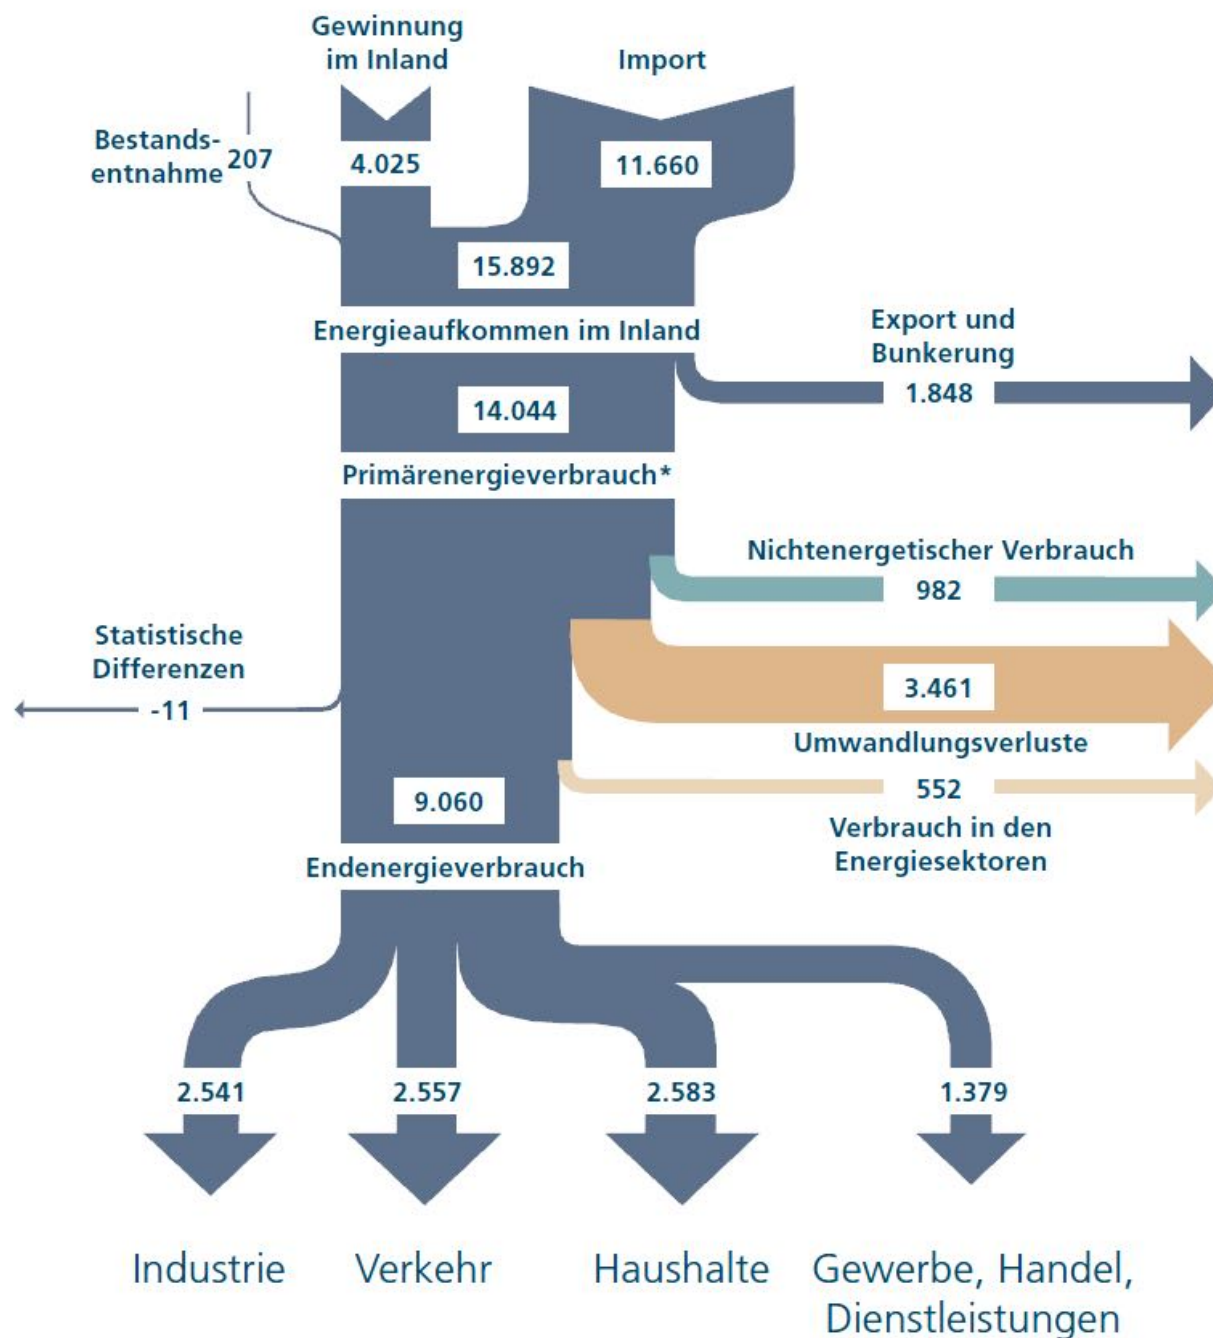 Gewinnung
im Inland
Import
Bestands-
entnahme
207
4.025
11.660
15.892
Energieaufkommen im Inland
Export und
Bunkerung
1.848
14.044
Primärenergieverbrauch*
Nichtenergetischer Verbrauch
982
Statistische
Differenzen
-11
3.461
Umwandlungsverluste
9.060
552
Verbrauch in den
Energiesektoren
Endenergieverbrauch
2.541
2.557
2.583
1.379
Industrie
Verkehr
Haushalte
Gewerbe, Handel,
Dienstleistungen